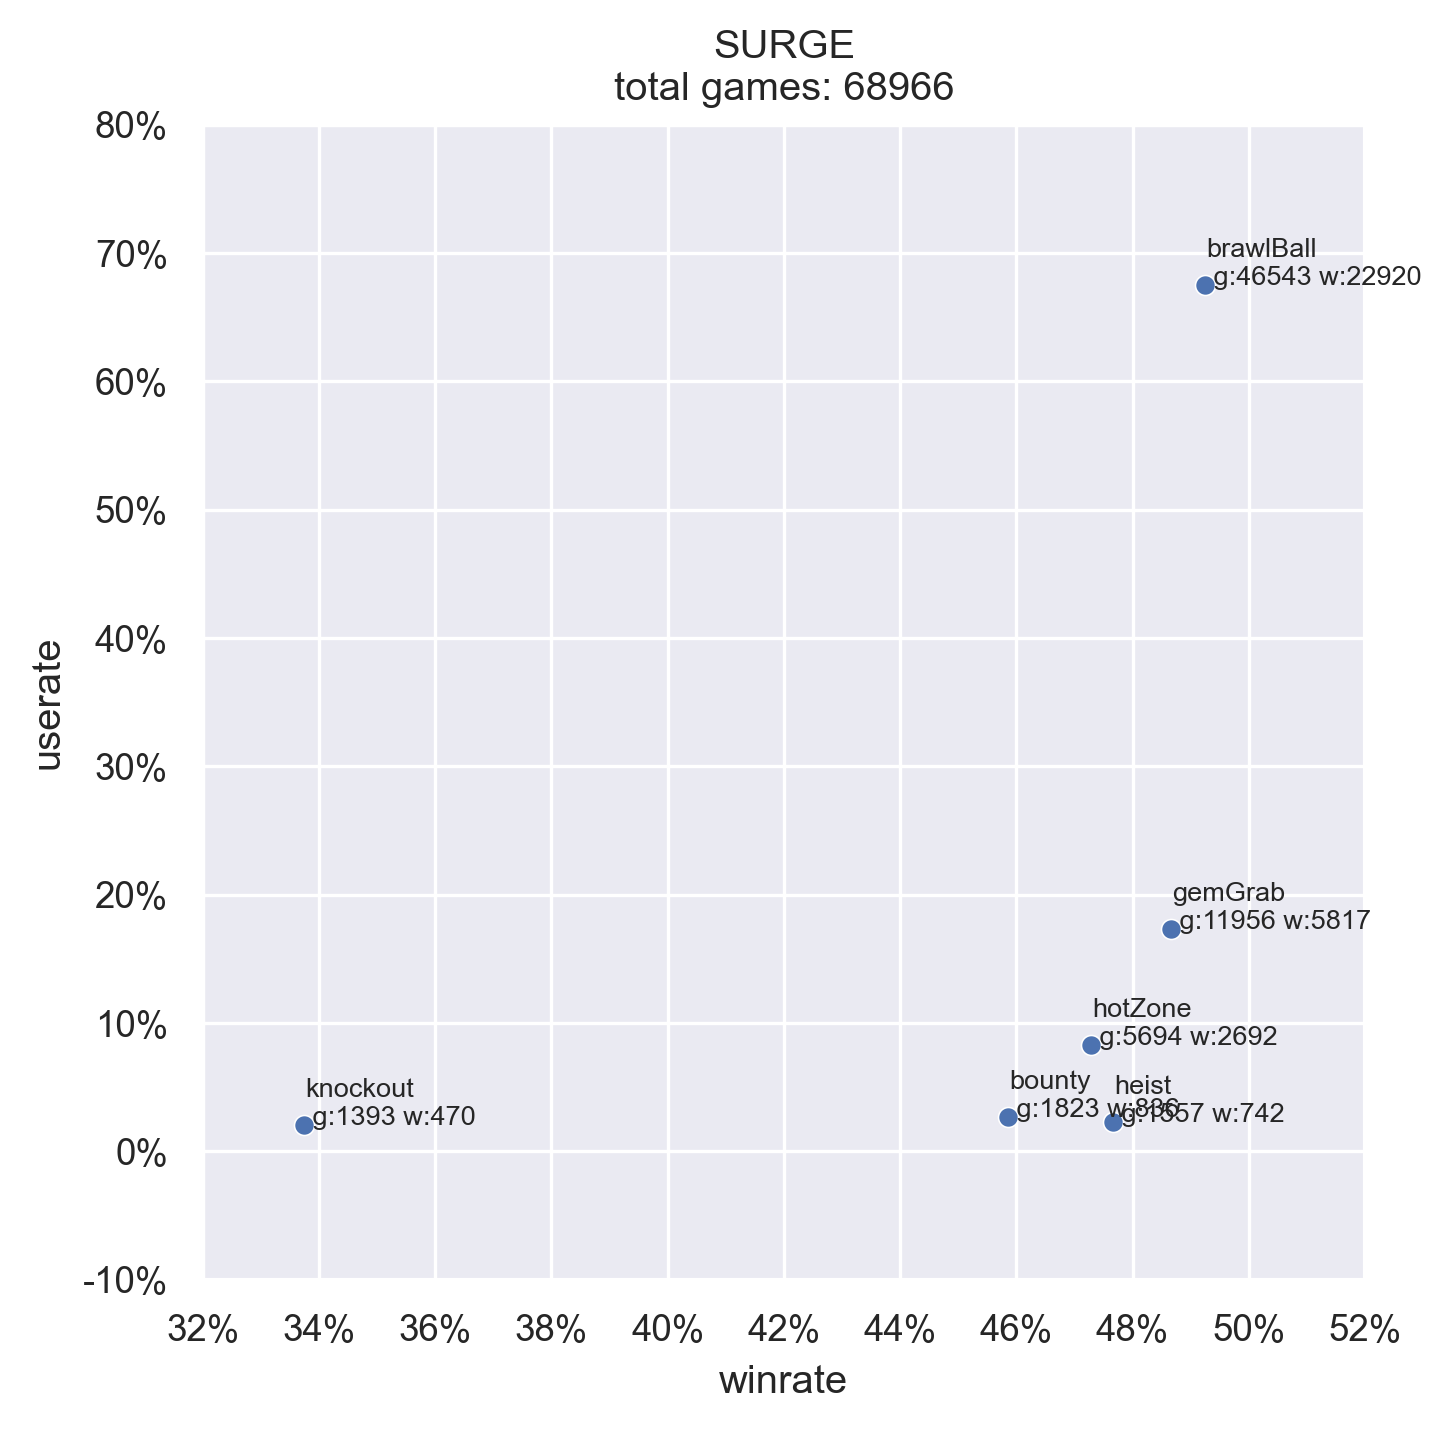 SURGE
total games: 68966
80%
70%
60%
50%
40%
30%
20%
10%
0%
-10%
userate
brawlBall
g:46543 w:22920
gemGrab
g:11956 w:5817
hotZone
g:5694 w:2692
bounty
g:1823 w:836
heist
g:1557 w:742
knockout
g:1393 w:470
32% 34% 36% 38% 40% 42% 44% 46% 48% 50% 52%
winrate